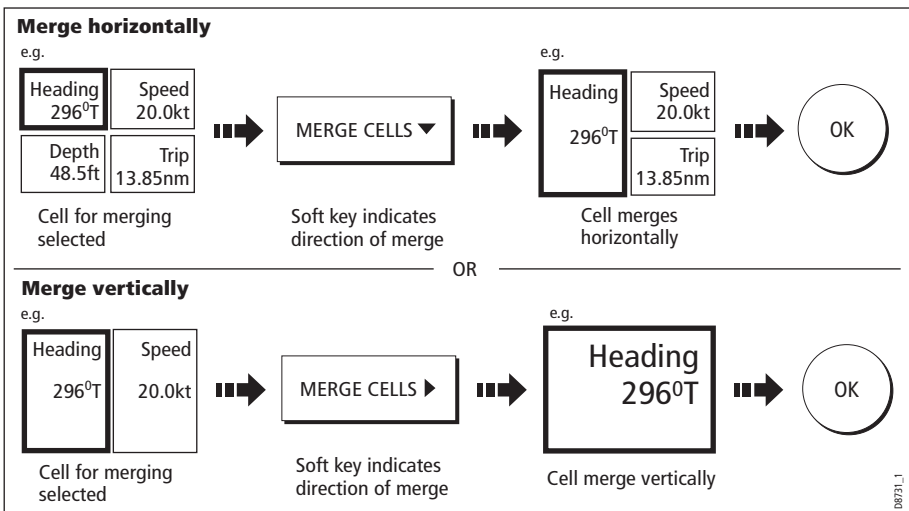 Merge horizontally
e.g.
Heading
296⁰T
Speed
20.0kt
Depth
48.5ft
Trip
13.85nm
Cell for merging
selected
MERGE CELLS ▼
Soft key indicates
direction of merge
e.g.
Heading
296⁰T
Speed
20.0kt
Trip
13.85nm
Cell merges
horizontally
OK
OR
Merge vertically
e.g.
Heading
296⁰T
Speed
20.0kt
Cell for merging
selected
MERGE CELLS ▶
Soft key indicates
direction of merge
e.g.
Heading
296⁰T
Cell merge vertically
OK
D8731_1